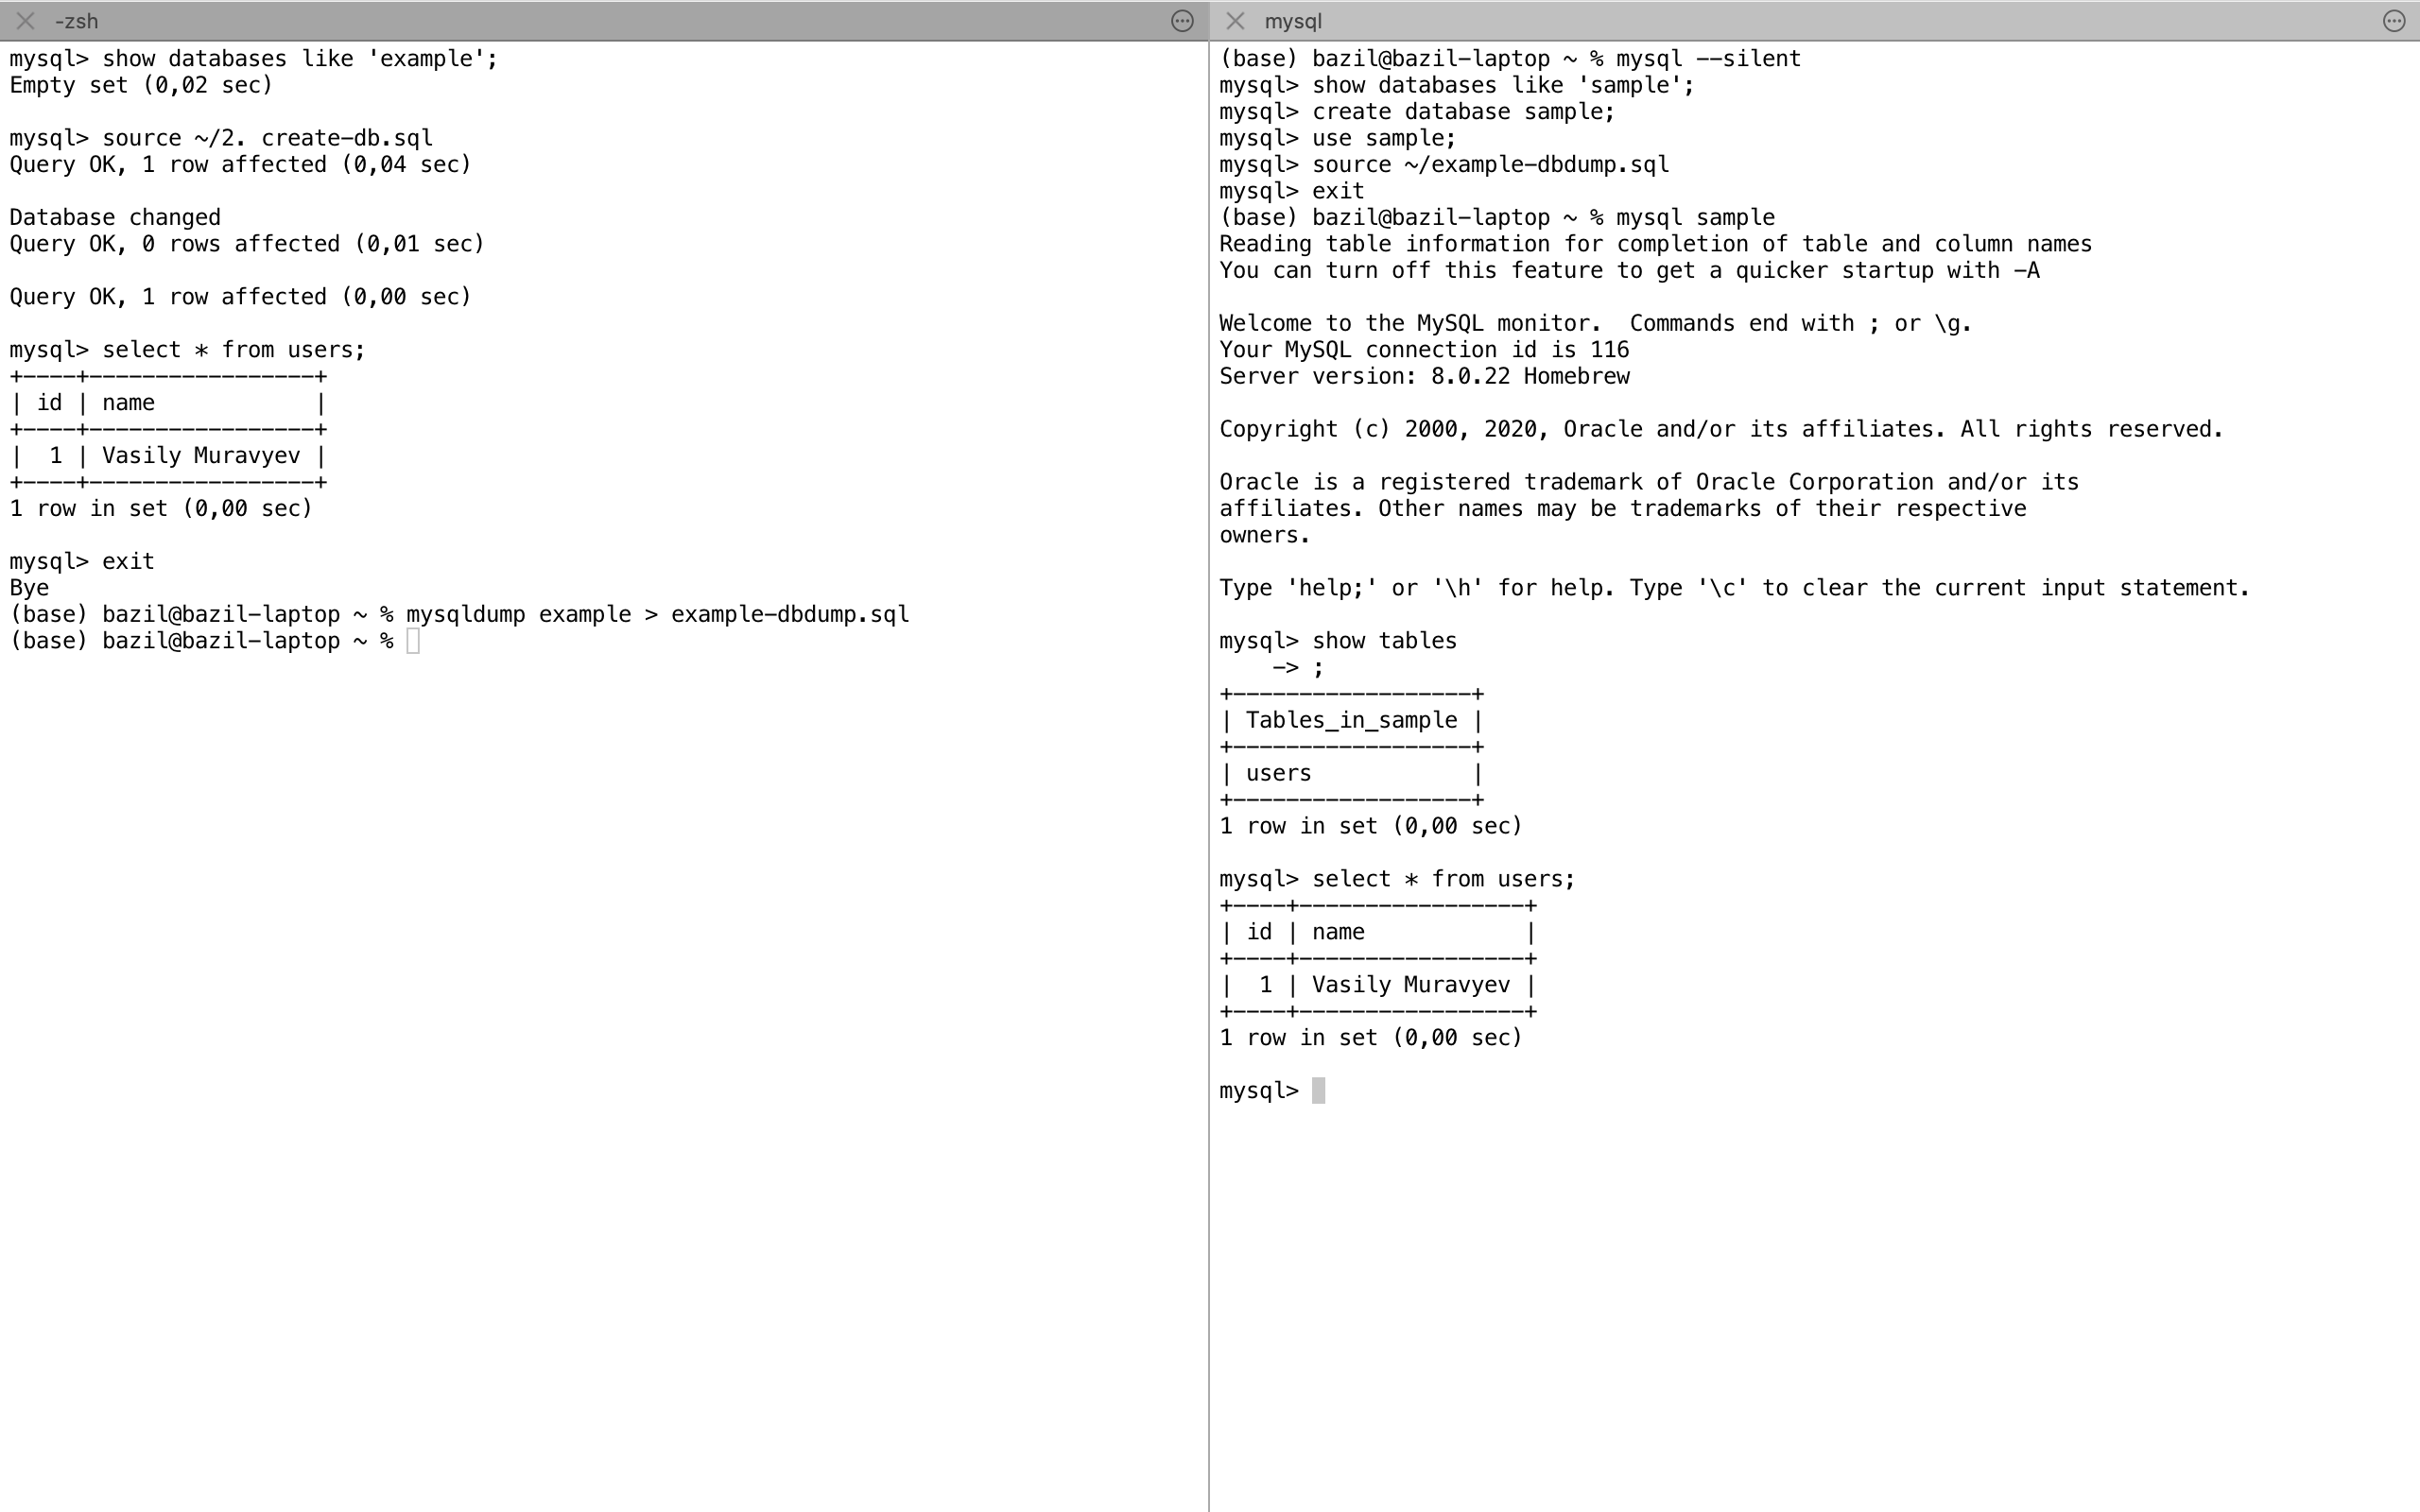 -zsh
mysql> show databases like 'example';
Empty set (0,02 sec)

mysql> source ~/2. create-db.sql
Query OK, 1 row affected (0,04 sec)

Database changed
Query OK, 0 rows affected (0,01 sec)

Query OK, 1 row affected (0,00 sec)

mysql> select * from users;
+----+-----------------+
| id | name            |
+----+-----------------+
|  1 | Vasily Muravyev |
+----+-----------------+
1 row in set (0,00 sec)

mysql> exit
Bye
(base) bazil@bazil-laptop ~ % mysqldump example > example-dbdump.sql
(base) bazil@bazil-laptop ~ %
mysql
(base) bazil@bazil-laptop ~ % mysql --silent
mysql> show databases like 'sample';
mysql> create database sample;
mysql> use sample;
mysql> source ~/example-dbdump.sql
mysql> exit
(base) bazil@bazil-laptop ~ % mysql sample
Reading table information for completion of table and column names
You can turn off this feature to get a quicker startup with -A

Welcome to the MySQL monitor.  Commands end with ; or \g.
Your MySQL connection id is 116
Server version: 8.0.22 Homebrew

Copyright (c) 2000, 2020, Oracle and/or its affiliates. All rights reserved.

Oracle is a registered trademark of Oracle Corporation and/or its
affiliates. Other names may be trademarks of their respective
owners.

Type 'help;' or '\h' for help. Type '\c' to clear the current input statement.

mysql> show tables
    -> ;
+------------------+
| Tables_in_sample |
+------------------+
| users            |
+------------------+
1 row in set (0,00 sec)

mysql> select * from users;
+----+-----------------+
| id | name            |
+----+-----------------+
|  1 | Vasily Muravyev |
+----+-----------------+
1 row in set (0,00 sec)

mysql>